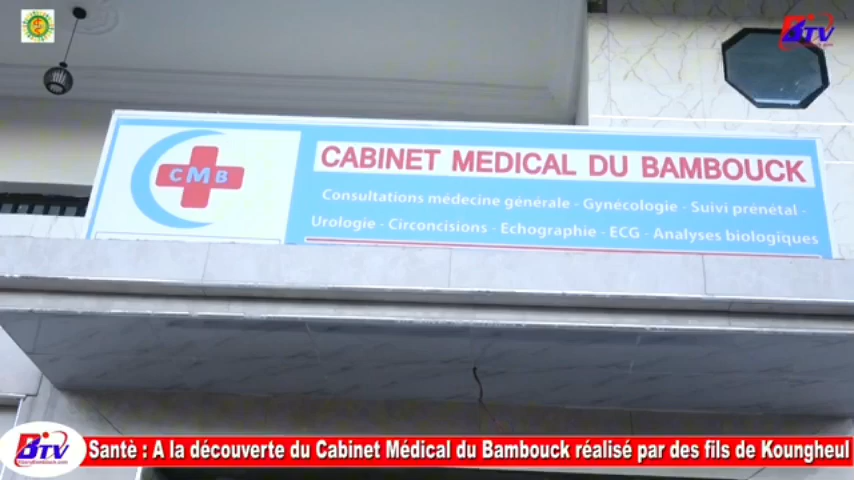 BTV
CABINET MEDICAL DU BAMBOUCK
CMB
Consultations médecine générale - Gynécologie - Suivi prénétal -
Urologie - Circoncisions - Echographie - ECG - Analyses biologiques
BTV
Santè : A la découverte du Cabinet Médical du Bambouck réalisé par des fils de Koungheul